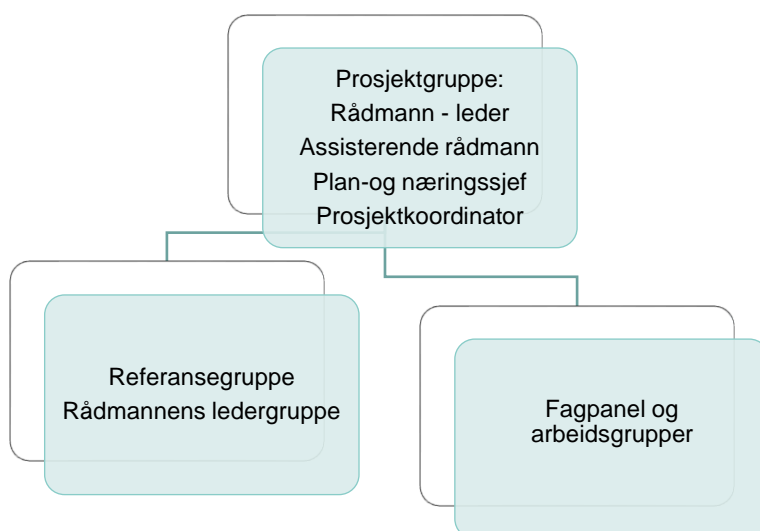 Prosjektgruppe:
Rådmann - leder
Assisterende rådmann
Plan-og næringssjef
Prosjektkoordinator
Referansegruppe
Rådmannens ledergruppe
Fagpanel og
arbeidsgrupper